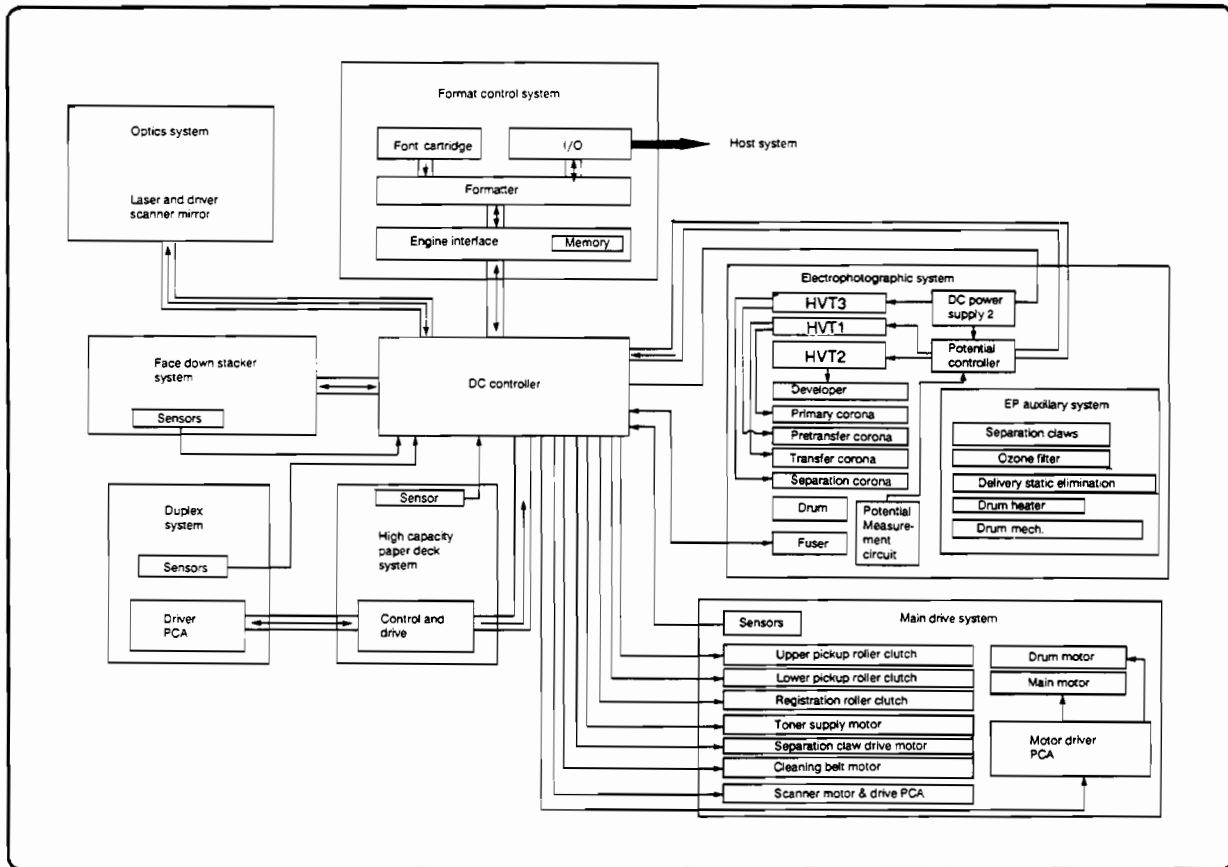 Format control system
Font cartridge
I/O
Host system
Formatter
Engine interface
Memory
Optics system
Laser and driver
scanner mirror
Face down stacker
system
Sensors
DC controller
Electrophotographic system
HVT3
DC power
supply 2
HVT1
Potential
controller
HVT2
Developer
Primary corona
Pretransfer corona
Transfer corona
Separation corona
Drum
Fuser
Potential
Measure-
ment
circuit
EP auxiliary system
Separation claws
Ozone filter
Delivery static elimination
Drum heater
Drum mech.
Duplex
system
Sensors
Driver
PCA
Sensor
High capacity
paper deck
system
Control and
drive
Main drive system
Sensors
Upper pickup roller clutch
Lower pickup roller clutch
Registration roller clutch
Toner supply motor
Separation claw drive motor
Cleaning belt motor
Scanner motor & drive PCA
Drum motor
Main motor
Motor driver
PCA